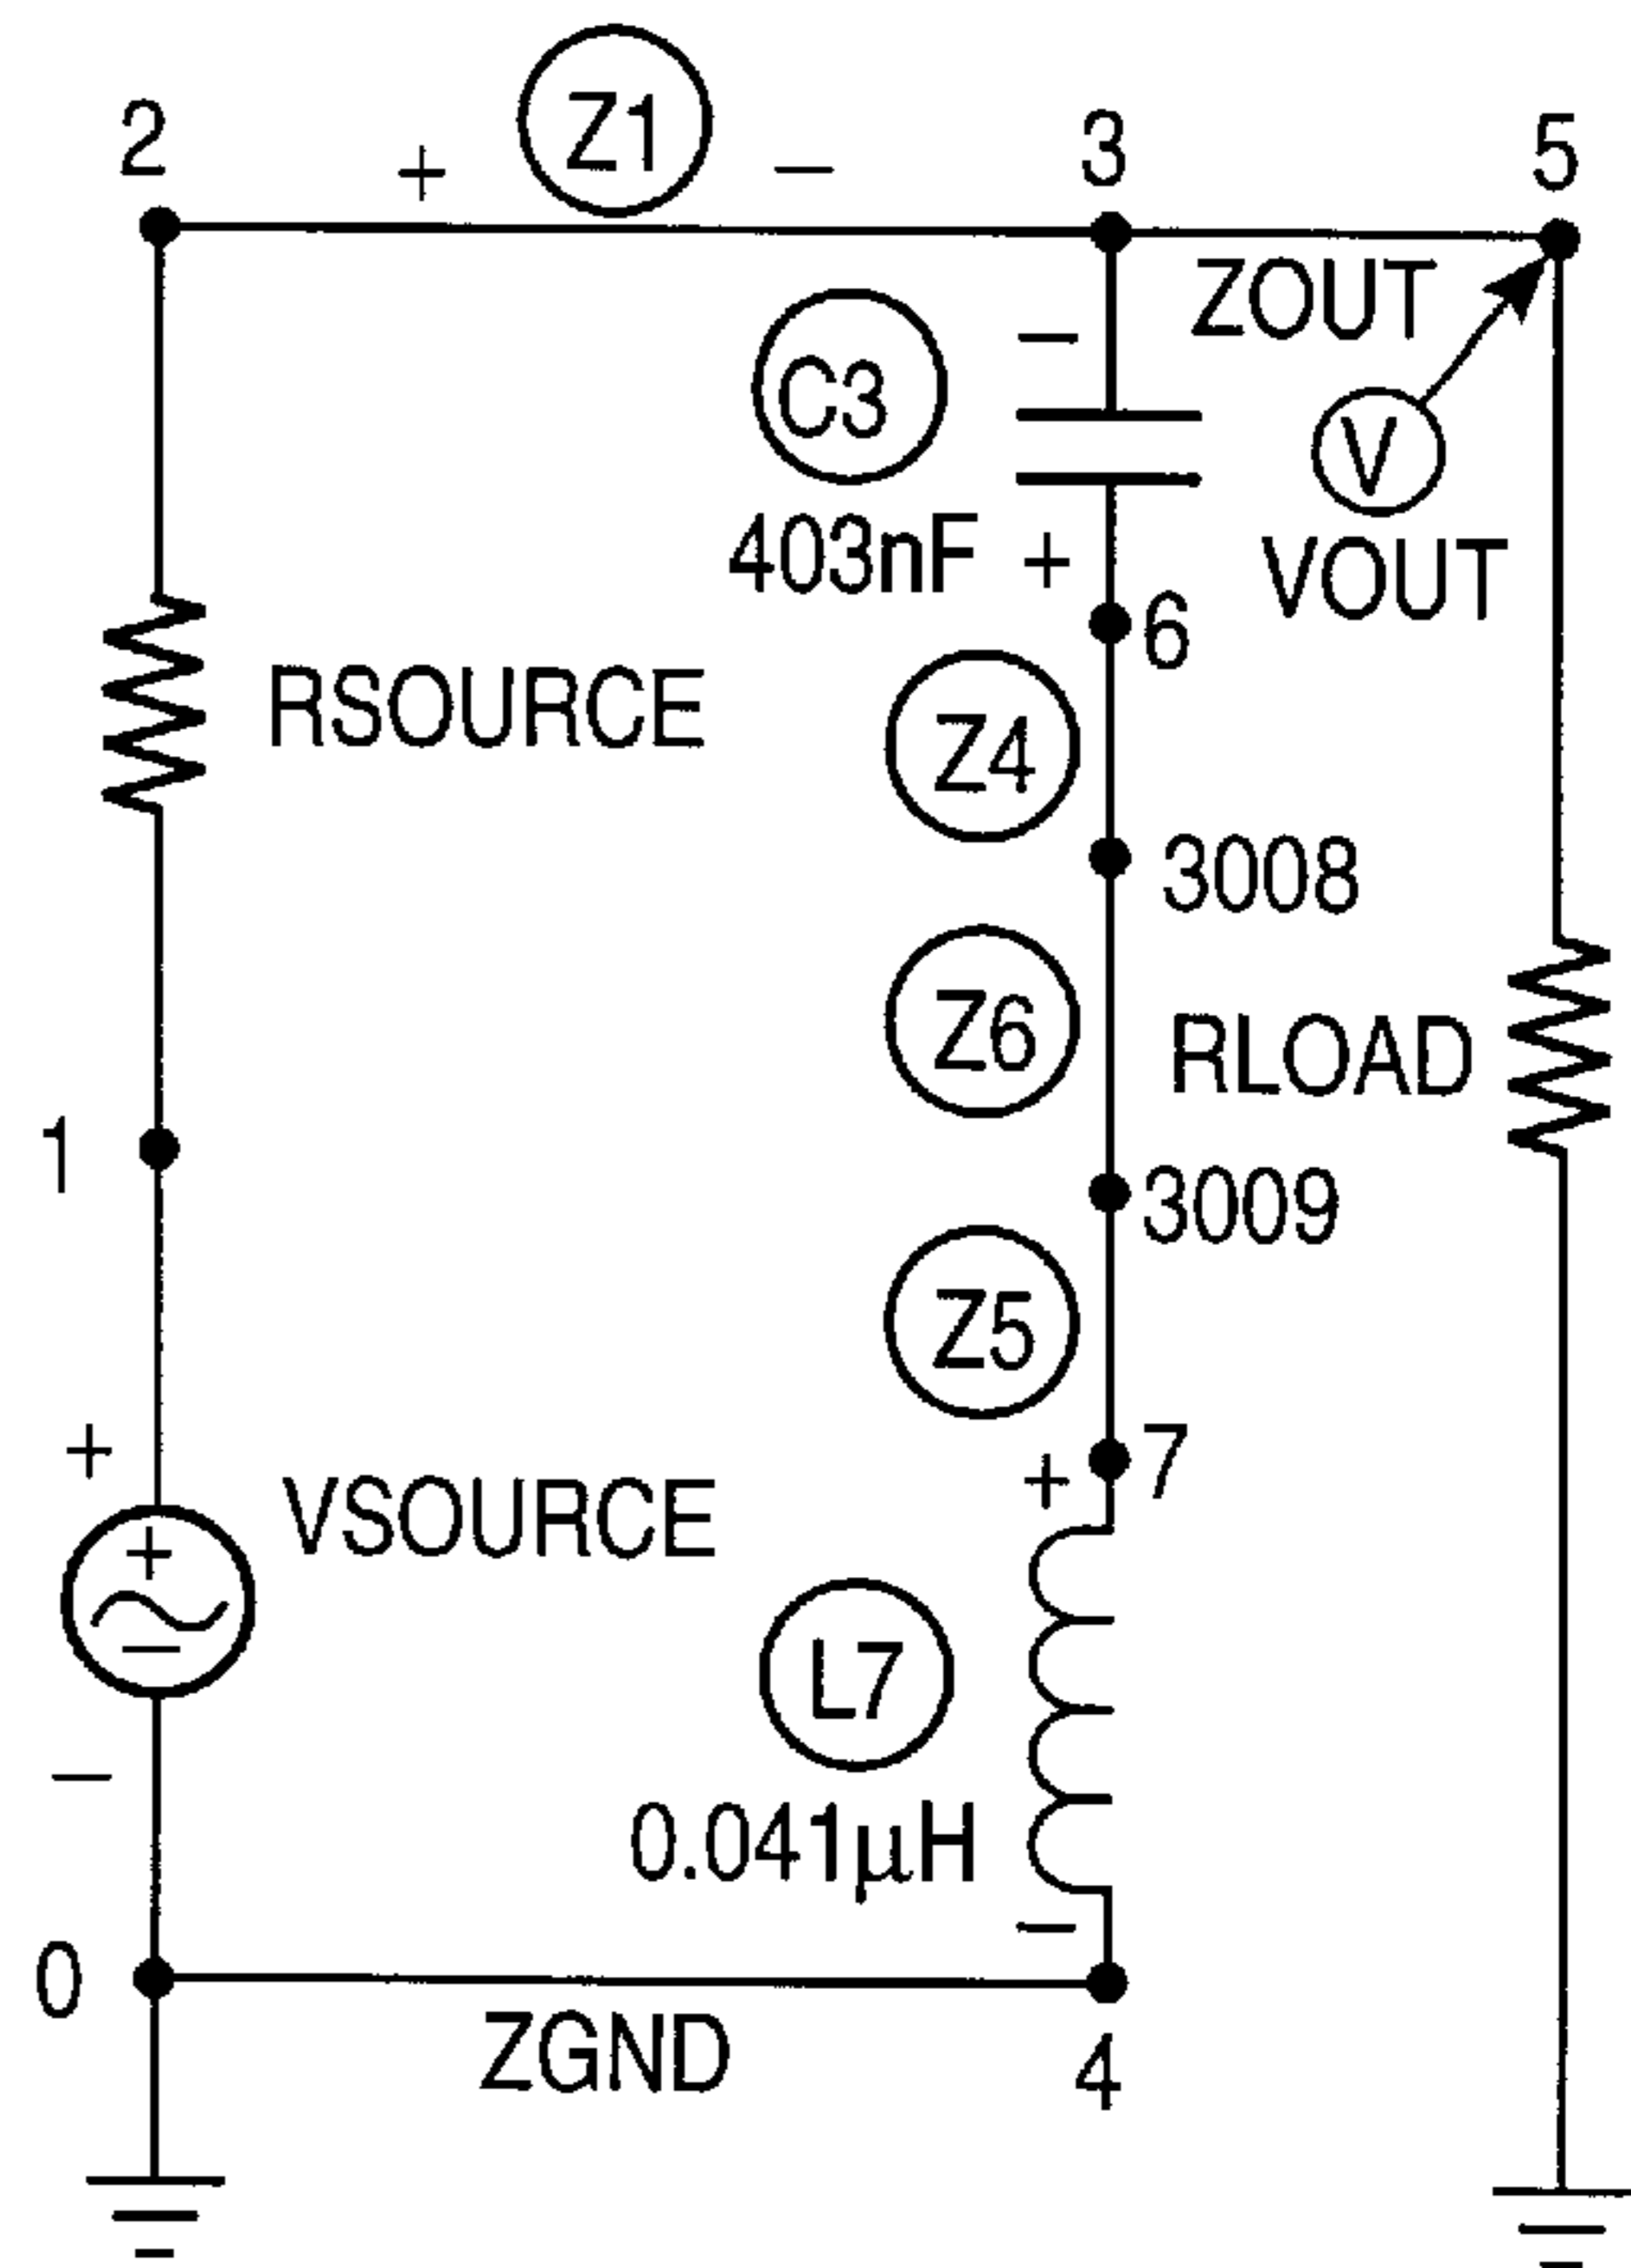 Z1
2
+
−
3
5
ZOUT
−
C3
V
403nF
+
VOUT
6
RSOURCE
Z4
3008
Z6
RLOAD
1
3009
Z5
+
7
+
VSOURCE
+
−
L7
−
0.041µH
−
0
ZGND
4